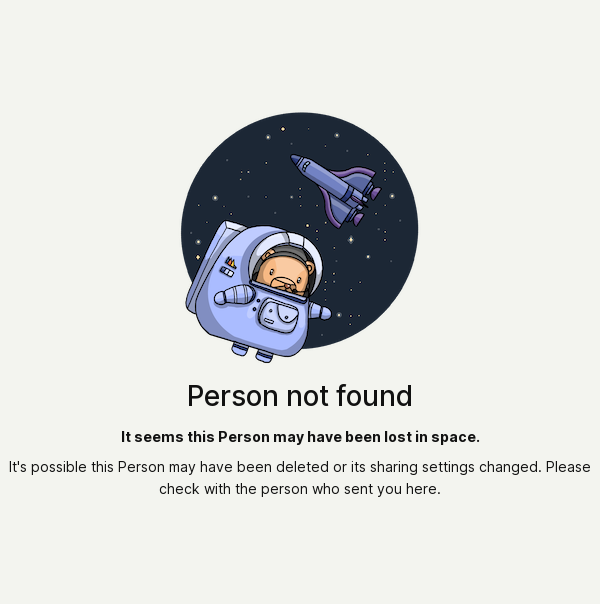 Person not found
It seems this Person may have been lost in space.
It's possible this Person may have been deleted or its sharing settings changed. Please
check with the person who sent you here.